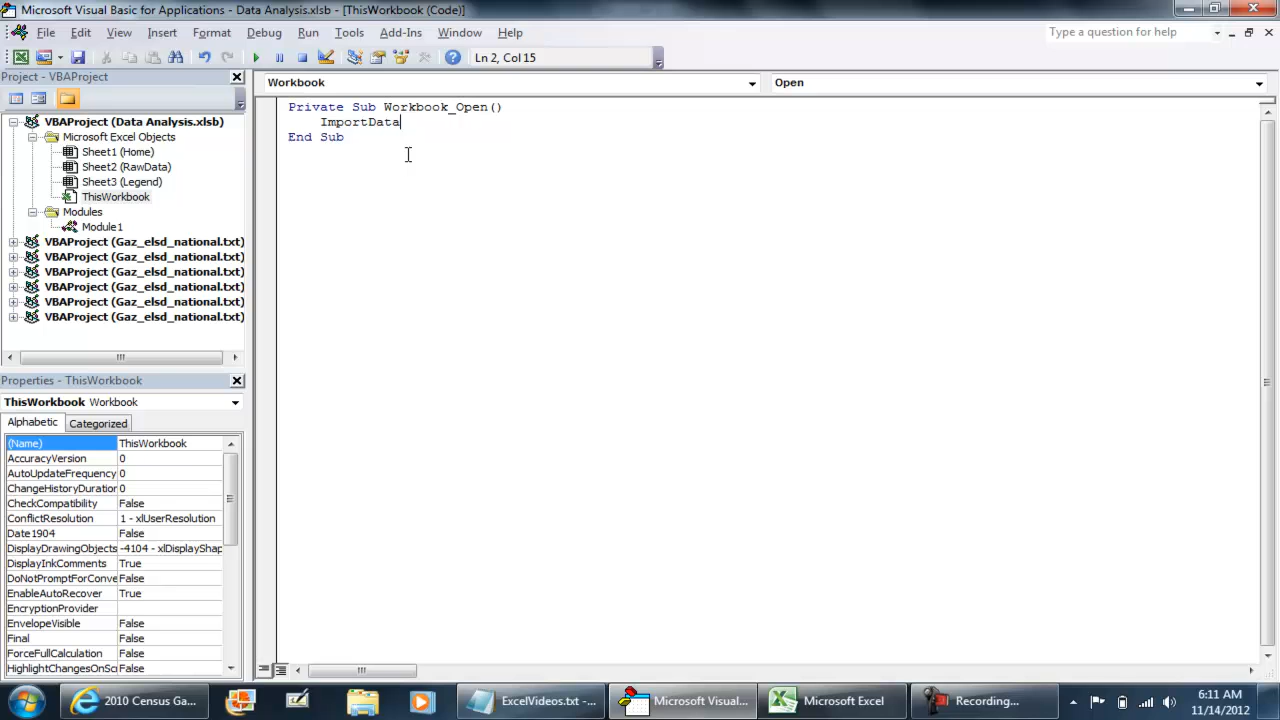 Microsoft Visual Basic for Applications - Data Analysis.xlsb - [ThisWorkbook (Code)]
File Edit View Insert Format Debug Run Tools Add-Ins Window Help
Type a question for help
Ln 2, Col 15
Project - VBAProject
VBAProject (Data Analysis.xlsb)
Microsoft Excel Objects
Sheet1 (Home)
Sheet2 (RawData)
Sheet3 (Legend)
ThisWorkbook
Modules
Module1
VBAProject (Gaz_elsd_national.txt)
VBAProject (Gaz_elsd_national.txt)
VBAProject (Gaz_elsd_national.txt)
VBAProject (Gaz_elsd_national.txt)
VBAProject (Gaz_elsd_national.txt)
VBAProject (Gaz_elsd_national.txt)
Properties - ThisWorkbook
ThisWorkbook Workbook
Alphabetic Categorized
(Name) ThisWorkbook
AccuracyVersion 0
AutoUpdateFrequency 0
ChangeHistoryDuration 0
CheckCompatibility False
ConflictResolution 1 - xlUserResolution
Date1904 False
DisplayDrawingObjects -4104 - xlDisplayShap
DisplayInkComments True
DoNotPromptForConve False
EnableAutoRecover True
EncryptionProvider
EnvelopeVisible False
Final False
ForceFullCalculation False
HighlightChangesOnSc False
Workbook Open
Private Sub Workbook_Open()
ImportData
End Sub
2010 Census Ga...
ExcelVideos.txt -...
Microsoft Visual...
Microsoft Excel
Recording...
6:11 AM
11/14/2012